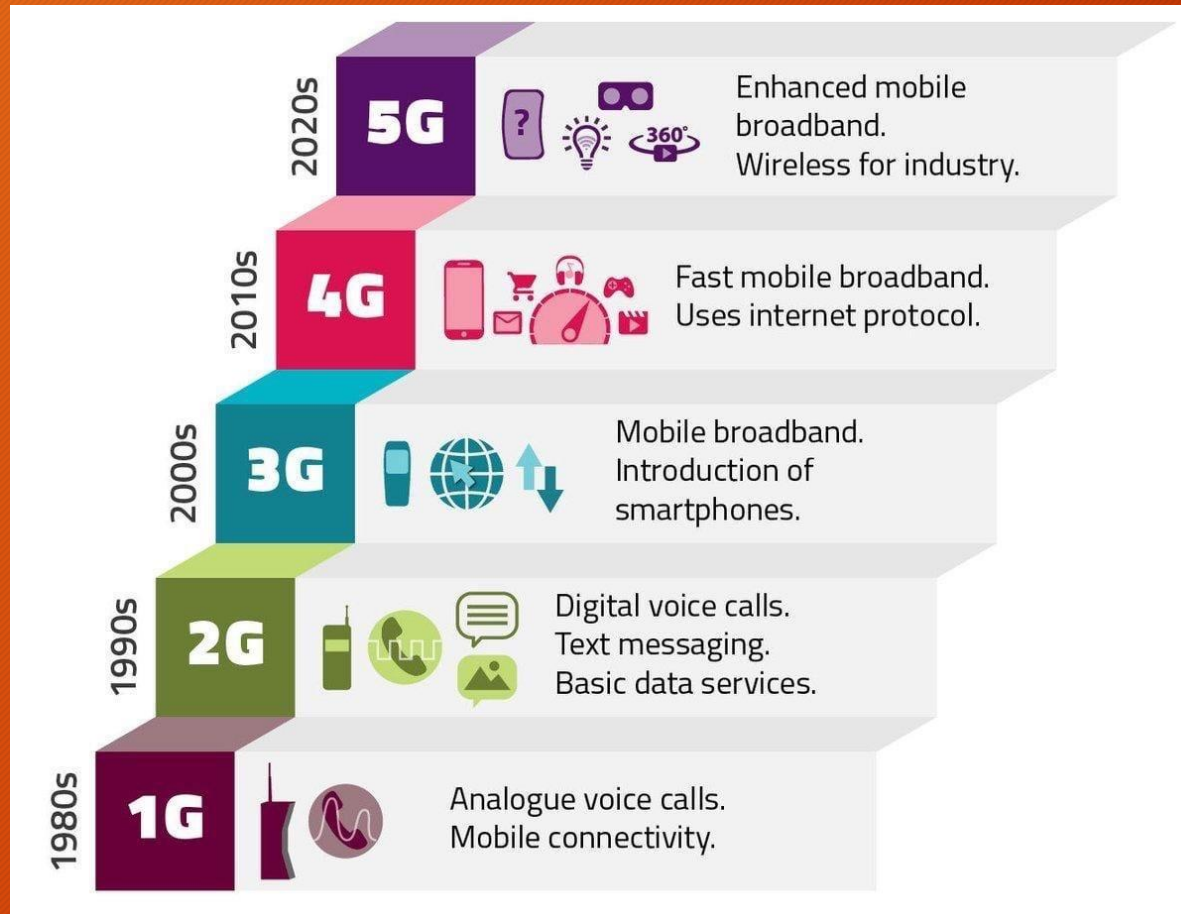 2020s
5G
?
360°
Enhanced mobile
broadband.
Wireless for industry.
2010s
4G
Fast mobile broadband.
Uses internet protocol.
2000s
3G
Mobile broadband.
Introduction of
smartphones.
1990s
2G
Digital voice calls.
Text messaging.
Basic data services.
1980s
1G
Analogue voice calls.
Mobile connectivity.